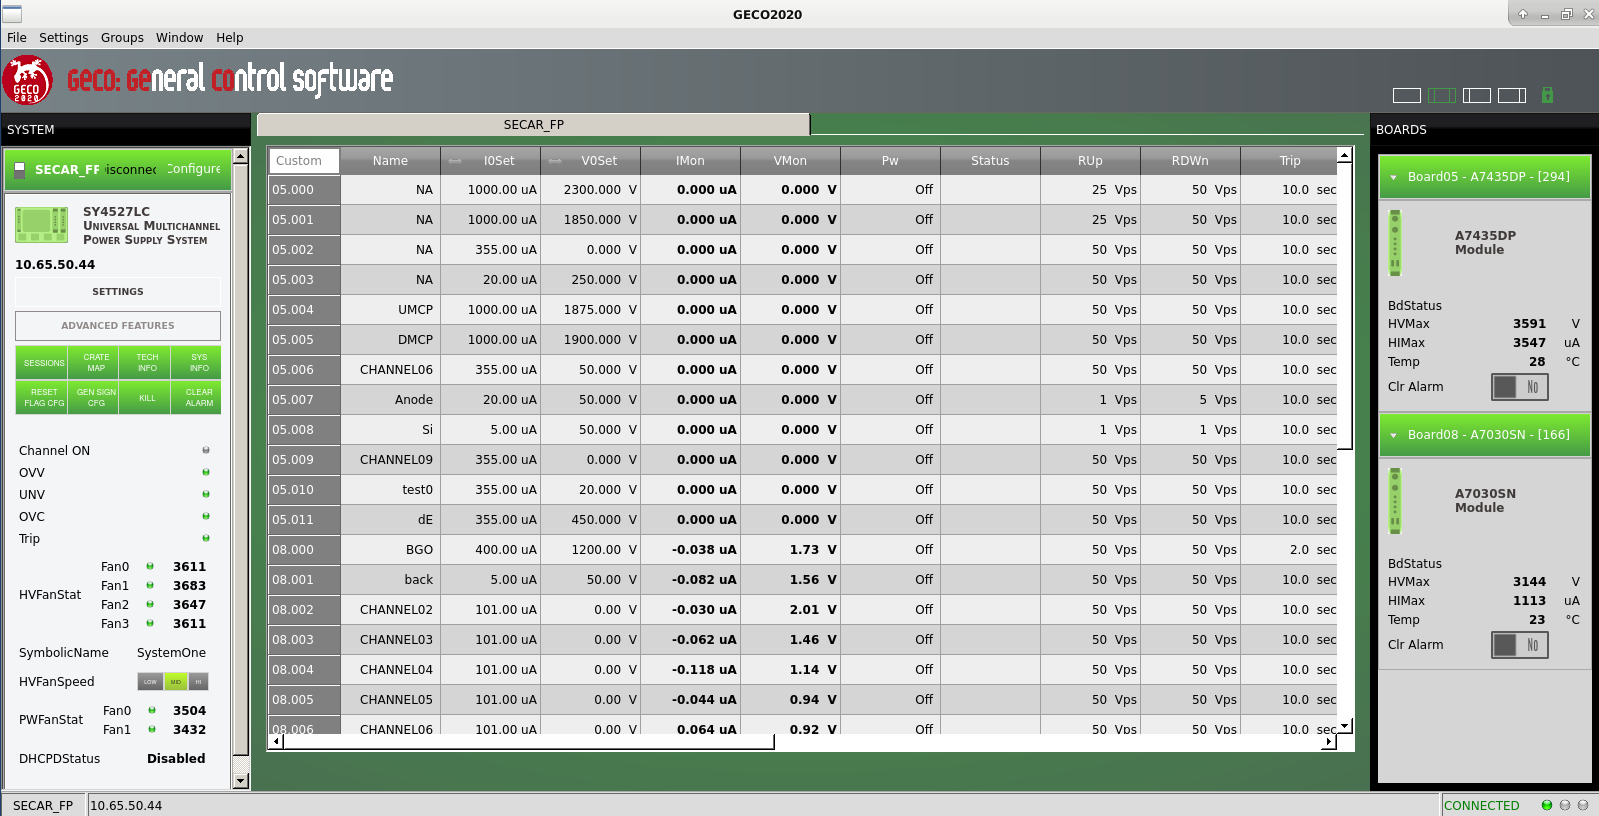 GECO2020
File Settings Groups Window Help
GECO 2020
GECO: GEneral COntrol software
SYSTEM
SECAR_FP
BOARDS
SECAR_FP isconnec Configure
SY4527LC
UNIVERSAL MULTICHANNEL
POWER SUPPLY SYSTEM
10.65.50.44
SETTINGS
ADVANCED FEATURES
SESSIONS CRATE MAP TECH INFO SYS INFO
RESET FLAG CFG GEN SIGN CFG KILL CLEAR ALARM
Channel ON
OVV
UNV
OVC
Trip
HVFanStat
Fan0 3611
Fan1 3683
Fan2 3647
Fan3 3611
SymbolicName SystemOne
HVFanSpeed LOW MID HI
PWFanStat
Fan0 3504
Fan1 3432
DHCPDStatus Disabled
Custom Name I0Set V0Set IMon VMon Pw Status RUp RDWn Trip
05.000 NA 1000.00 uA 2300.000 V 0.000 uA 0.000 V Off 25 Vps 50 Vps 10.0 sec
05.001 NA 1000.00 uA 1850.000 V 0.000 uA 0.000 V Off 25 Vps 50 Vps 10.0 sec
05.002 NA 355.00 uA 0.000 V 0.000 uA 0.000 V Off 50 Vps 50 Vps 10.0 sec
05.003 NA 20.00 uA 250.000 V 0.000 uA 0.000 V Off 50 Vps 50 Vps 10.0 sec
05.004 UMCP 1000.00 uA 1875.000 V 0.000 uA 0.000 V Off 50 Vps 50 Vps 10.0 sec
05.005 DMCP 1000.00 uA 1900.000 V 0.000 uA 0.000 V Off 50 Vps 50 Vps 10.0 sec
05.006 CHANNEL06 355.00 uA 50.000 V 0.000 uA 0.000 V Off 50 Vps 50 Vps 10.0 sec
05.007 Anode 20.00 uA 50.000 V 0.000 uA 0.000 V Off 1 Vps 5 Vps 10.0 sec
05.008 Si 5.00 uA 50.000 V 0.000 uA 0.000 V Off 1 Vps 1 Vps 10.0 sec
05.009 CHANNEL09 355.00 uA 0.000 V 0.000 uA 0.000 V Off 50 Vps 50 Vps 10.0 sec
05.010 test0 355.00 uA 20.000 V 0.000 uA 0.000 V Off 50 Vps 50 Vps 10.0 sec
05.011 dE 355.00 uA 450.000 V 0.000 uA 0.000 V Off 50 Vps 50 Vps 10.0 sec
08.000 BGO 400.00 uA 1200.00 V -0.038 uA 1.73 V Off 50 Vps 50 Vps 2.0 sec
08.001 back 5.00 uA 50.00 V -0.082 uA 1.56 V Off 50 Vps 50 Vps 10.0 sec
08.002 CHANNEL02 101.00 uA 0.00 V -0.030 uA 2.01 V Off 50 Vps 50 Vps 10.0 sec
08.003 CHANNEL03 101.00 uA 0.00 V -0.062 uA 1.46 V Off 50 Vps 50 Vps 10.0 sec
08.004 CHANNEL04 101.00 uA 0.00 V -0.118 uA 1.14 V Off 50 Vps 50 Vps 10.0 sec
08.005 CHANNEL05 101.00 uA 0.00 V -0.044 uA 0.94 V Off 50 Vps 50 Vps 10.0 sec
08.006 CHANNEL06 101.00 uA 0.00 V 0.064 uA 0.92 V Off 50 Vps 50 Vps 10.0 sec
Board05 - A7435DP - [294]
A7435DP
Module
BdStatus
HVMax 3591 V
HIMax 3547 uA
Temp 28 °C
Clr Alarm No
Board08 - A7030SN - [166]
A7030SN
Module
BdStatus
HVMax 3144 V
HIMax 1113 uA
Temp 23 °C
Clr Alarm No
SECAR_FP 10.65.50.44 CONNECTED